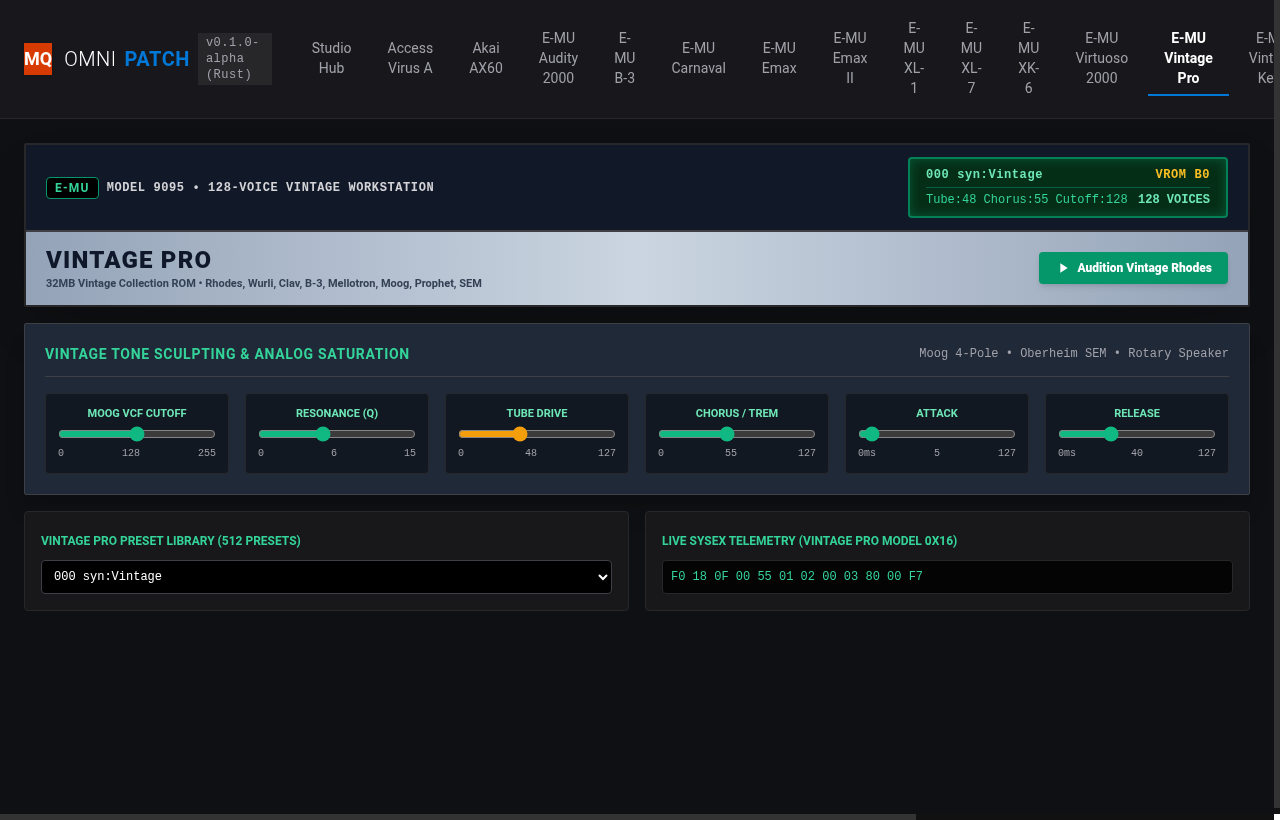 MQ OMNI PATCH
v0.1.0-
alpha
(Rust)
Studio
Hub
Access
Virus A
Akai
AX60
E-MU
Audity
2000
E-
MU
B-3
E-MU
Carnaval
E-MU
Emax
E-MU
Emax
II
E-
MU
XL-
1
E-
MU
XL-
7
E-
MU
XK-
6
E-MU
Virtuoso
2000
E-MU
Vintage
Pro
E-MU MODEL 9095 • 128-VOICE VINTAGE WORKSTATION
000 syn:Vintage VROM B0
Tube:48 Chorus:55 Cutoff:128 128 VOICES
VINTAGE PRO
32MB Vintage Collection ROM • Rhodes, Wurli, Clav, B-3, Mellotron, Moog, Prophet, SEM
▶ Audition Vintage Rhodes
VINTAGE TONE SCULPTING & ANALOG SATURATION
Moog 4-Pole • Oberheim SEM • Rotary Speaker
MOOG VCF CUTOFF
0 128 255
RESONANCE (Q)
0 6 15
TUBE DRIVE
0 48 127
CHORUS / TREM
0 55 127
ATTACK
0ms 5 127
RELEASE
0ms 40 127
VINTAGE PRO PRESET LIBRARY (512 PRESETS)
000 syn:Vintage
LIVE SYSEX TELEMETRY (VINTAGE PRO MODEL 0X16)
F0 18 0F 00 55 01 02 00 03 80 00 F7